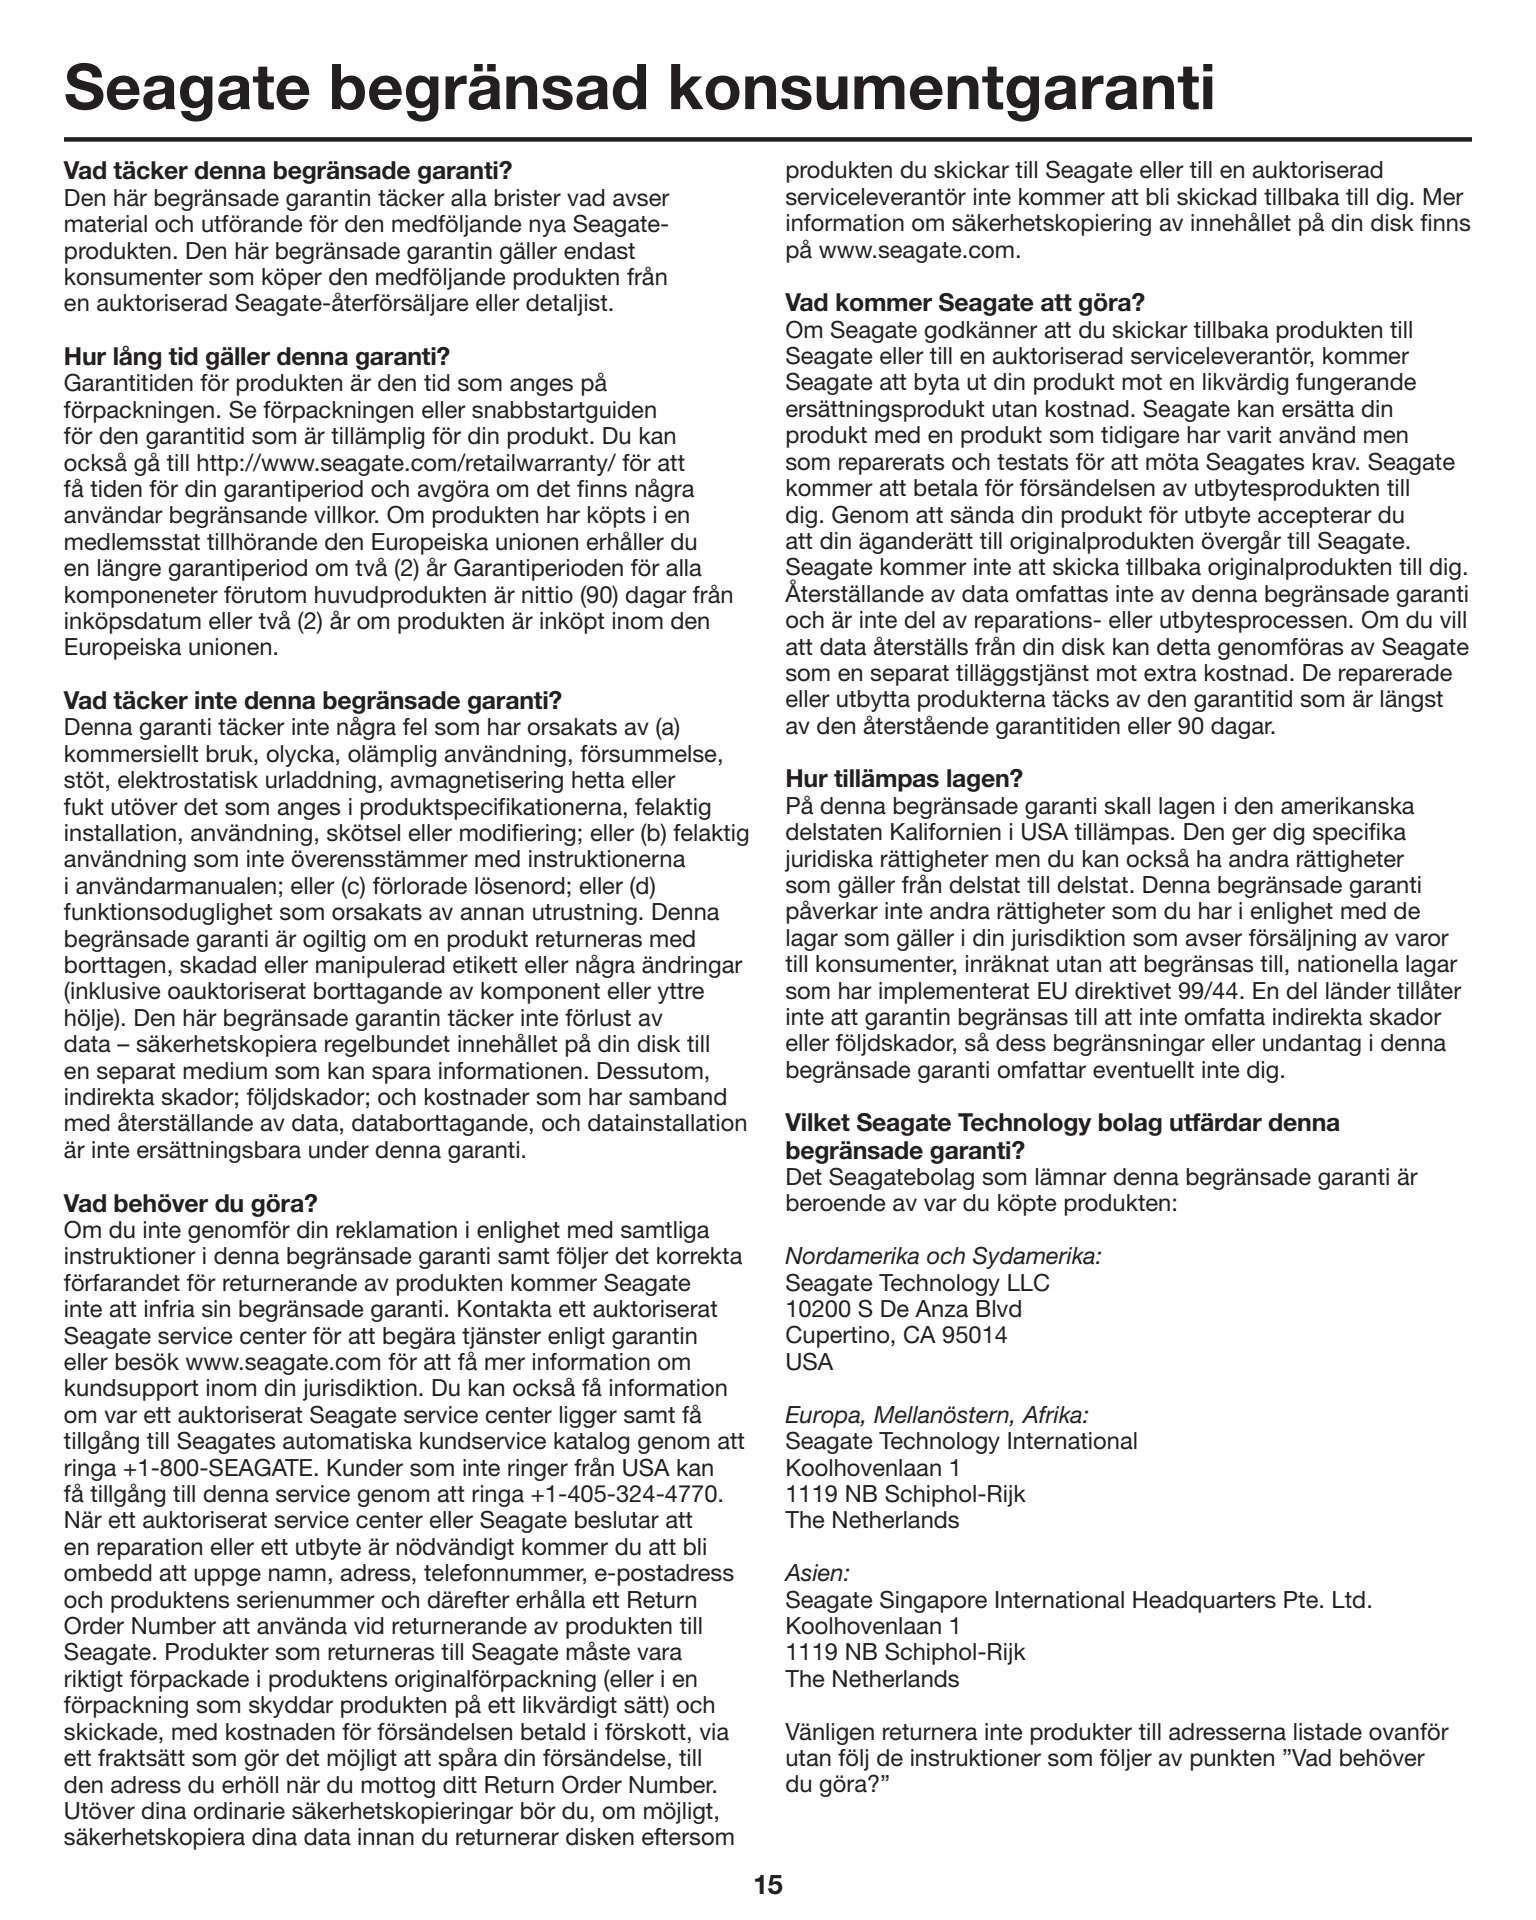 Seagate begränsad konsumentgaranti
Vad täcker denna begränsade garanti?
Den här begränsade garantin täcker alla brister vad avser
material och utförande för den medföljande nya Seagate-
produkten. Den här begränsade garantin gäller endast
konsumenter som köper den medföljande produkten från
en auktoriserad Seagate-återförsäljare eller detaljist.
Hur lång tid gäller denna garanti?
Garantitiden för produkten är den tid som anges på
förpackningen. Se förpackningen eller snabbstartguiden
för den garantitid som är tillämplig för din produkt. Du kan
också gå till http://www.seagate.com/retailwarranty/ för att
få tiden för din garantiperiod och avgöra om det finns några
användar begränsande villkor. Om produkten har köpts i en
medlemsstat tillhörande den Europeiska unionen erhåller du
en längre garantiperiod om två (2) år Garantiperioden för alla
komponeneter förutom huvudprodukten är nittio (90) dagar från
inköpsdatum eller två (2) år om produkten är inköpt inom den
Europeiska unionen.
Vad täcker inte denna begränsade garanti?
Denna garanti täcker inte några fel som har orsakats av (a)
kommersiellt bruk, olycka, olämplig användning, försummelse,
stöt, elektrostatisk urladdning, avmagnetisering hetta eller
fukt utöver det som anges i produktspecifikationerna, felaktig
installation, användning, skötsel eller modifiering; eller (b) felaktig
användning som inte överensstämmer med instruktionerna
i användarmanualen; eller (c) förlorade lösenord; eller (d)
funktionsoduglighet som orsakats av annan utrustning. Denna
begränsade garanti är ogiltig om en produkt returneras med
borttagen, skadad eller manipulerad etikett eller några ändringar
(inklusive oauktoriserat borttagande av komponent eller yttre
hölje). Den här begränsade garantin täcker inte förlust av
data – säkerhetskopiera regelbundet innehållet på din disk till
en separat medium som kan spara informationen. Dessutom,
indirekta skador; följdskador; och kostnader som har samband
med återställande av data, databorttagande, och datainstallation
är inte ersättningsbara under denna garanti.
Vad behöver du göra?
Om du inte genomför din reklamation i enlighet med samtliga
instruktioner i denna begränsade garanti samt följer det korrekta
förfarandet för returnerande av produkten kommer Seagate
inte att infria sin begränsade garanti. Kontakta ett auktoriserat
Seagate service center för att begära tjänster enligt garantin
eller besök www.seagate.com för att få mer information om
kundsupport inom din jurisdiktion. Du kan också få information
om var ett auktoriserat Seagate service center ligger samt få
tillgång till Seagates automatiska kundservice katalog genom att
ringa +1-800-SEAGATE. Kunder som inte ringer från USA kan
få tillgång till denna service genom att ringa +1-405-324-4770.
När ett auktoriserat service center eller Seagate beslutar att
en reparation eller ett utbyte är nödvändigt kommer du att bli
ombedd att uppge namn, adress, telefonnummer, e-postadress
och produktens serienummer och därefter erhålla ett Return
Order Number att använda vid returnerande av produkten till
Seagate. Produkter som returneras till Seagate måste vara
riktigt förpackade i produktens originalförpackning (eller i en
förpackning som skyddar produkten på ett likvärdigt sätt) och
skickade, med kostnaden för försändelsen betald i förskott, via
ett fraktsätt som gör det möjligt att spåra din försändelse, till
den adress du erhöll när du mottog ditt Return Order Number.
Utöver dina ordinarie säkerhetskopieringar bör du, om möjligt,
säkerhetskopiera dina data innan du returnerar disken eftersom
produkten du skickar till Seagate eller till en auktoriserad
serviceleverantör inte kommer att bli skickad tillbaka till dig. Mer
information om säkerhetskopiering av innehållet på din disk finns
på www.seagate.com.
Vad kommer Seagate att göra?
Om Seagate godkänner att du skickar tillbaka produkten till
Seagate eller till en auktoriserad serviceleverantör, kommer
Seagate att byta ut din produkt mot en likvärdig fungerande
ersättningsprodukt utan kostnad. Seagate kan ersätta din
produkt med en produkt som tidigare har varit använd men
som reparerats och testats för att möta Seagates krav. Seagate
kommer att betala för försändelsen av utbytesprodukten till
dig. Genom att sända din produkt för utbyte accepterar du
att din äganderätt till originalprodukten övergår till Seagate.
Seagate kommer inte att skicka tillbaka originalprodukten till dig.
Återställande av data omfattas inte av denna begränsade garanti
och är inte del av reparations- eller utbytesprocessen. Om du vill
att data återställs från din disk kan detta genomföras av Seagate
som en separat tilläggstjänst mot extra kostnad. De reparerade
eller utbytta produkterna täcks av den garantitid som är längst
av den återstående garantitiden eller 90 dagar.
Hur tillämpas lagen?
På denna begränsade garanti skall lagen i den amerikanska
delstaten Kalifornien i USA tillämpas. Den ger dig specifika
juridiska rättigheter men du kan också ha andra rättigheter
som gäller från delstat till delstat. Denna begränsade garanti
påverkar inte andra rättigheter som du har i enlighet med de
lagar som gäller i din jurisdiktion som avser försäljning av varor
till konsumenter, inräknat utan att begränsas till, nationella lagar
som har implementerat EU direktivet 99/44. En del länder tillåter
inte att garantin begränsas till att inte omfatta indirekta skador
eller följdskador, så dess begränsningar eller undantag i denna
begränsade garanti omfattar eventuellt inte dig.
Vilket Seagate Technology bolag utfärdar denna
begränsade garanti?
Det Seagatebolag som lämnar denna begränsade garanti är
beroende av var du köpte produkten:
Nordamerika och Sydamerika:
Seagate Technology LLC
10200 S De Anza Blvd
Cupertino, CA 95014
USA
Europa, Mellanöstern, Afrika:
Seagate Technology International
Koolhovenlaan 1
1119 NB Schiphol-Rijk
The Netherlands
Asien:
Seagate Singapore International Headquarters Pte. Ltd.
Koolhovenlaan 1
1119 NB Schiphol-Rijk
The Netherlands
Vänligen returnera inte produkter till adresserna listade ovanför
utan följ de instruktioner som följer av punkten ”Vad behöver
du göra?”
15